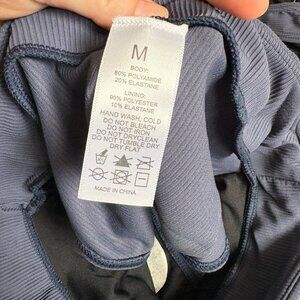 M
BODY:
80% POLYAMIDE
20% ELASTANE
LINING:
90% POLYESTER
10% ELASTANE
HAND WASH, COLD
DO NOT BLEACH
DO NOT IRON
DO NOT DRYCLEAN
DO NOT TUMBLE DRY
DRY FLAT
MADE IN CHINA